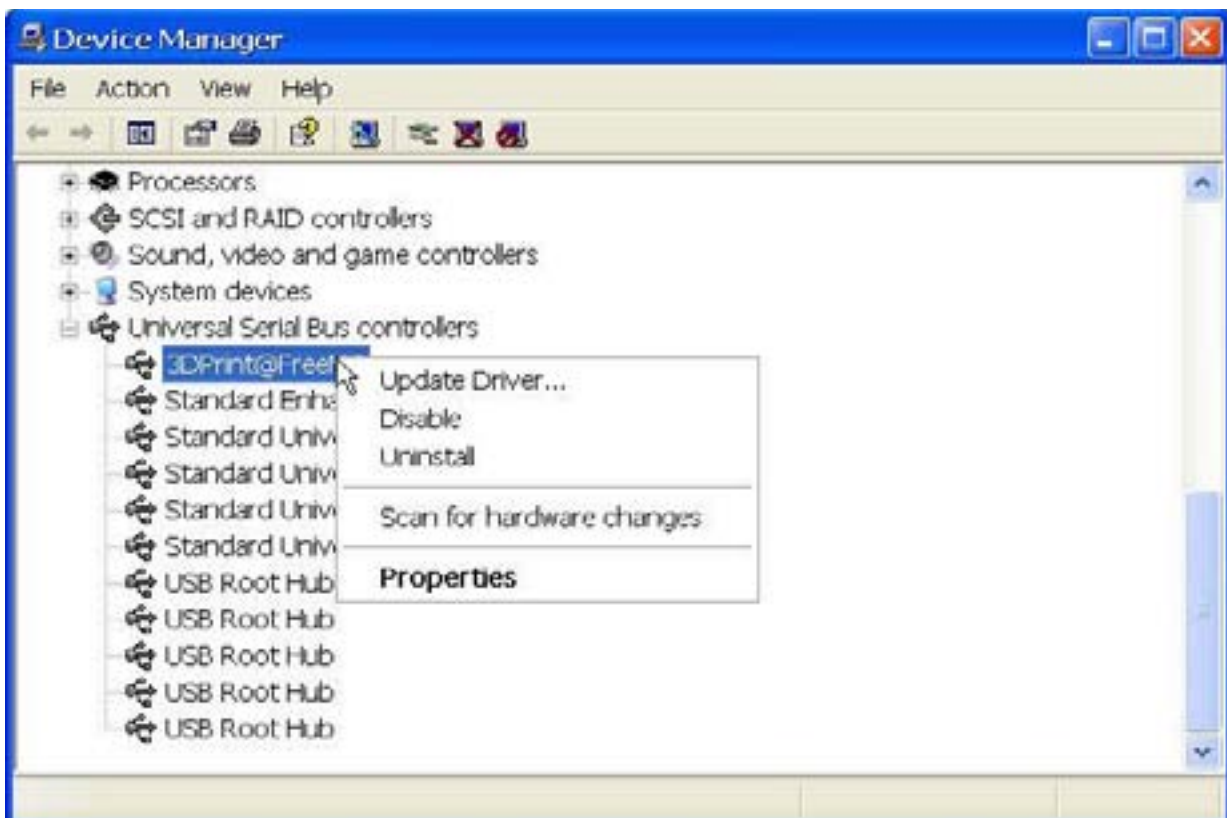 Device Manager
File Action View Help
Processors
SCSI and RAID controllers
Sound, video and game controllers
System devices
Universal Serial Bus controllers
3DPrint@Free
Standard Enha
Standard Univ
Standard Univ
Standard Univ
Standard Univ
USB Root Hub
USB Root Hub
USB Root Hub
USB Root Hub
USB Root Hub
Update Driver...
Disable
Uninstall
Scan for hardware changes
Properties